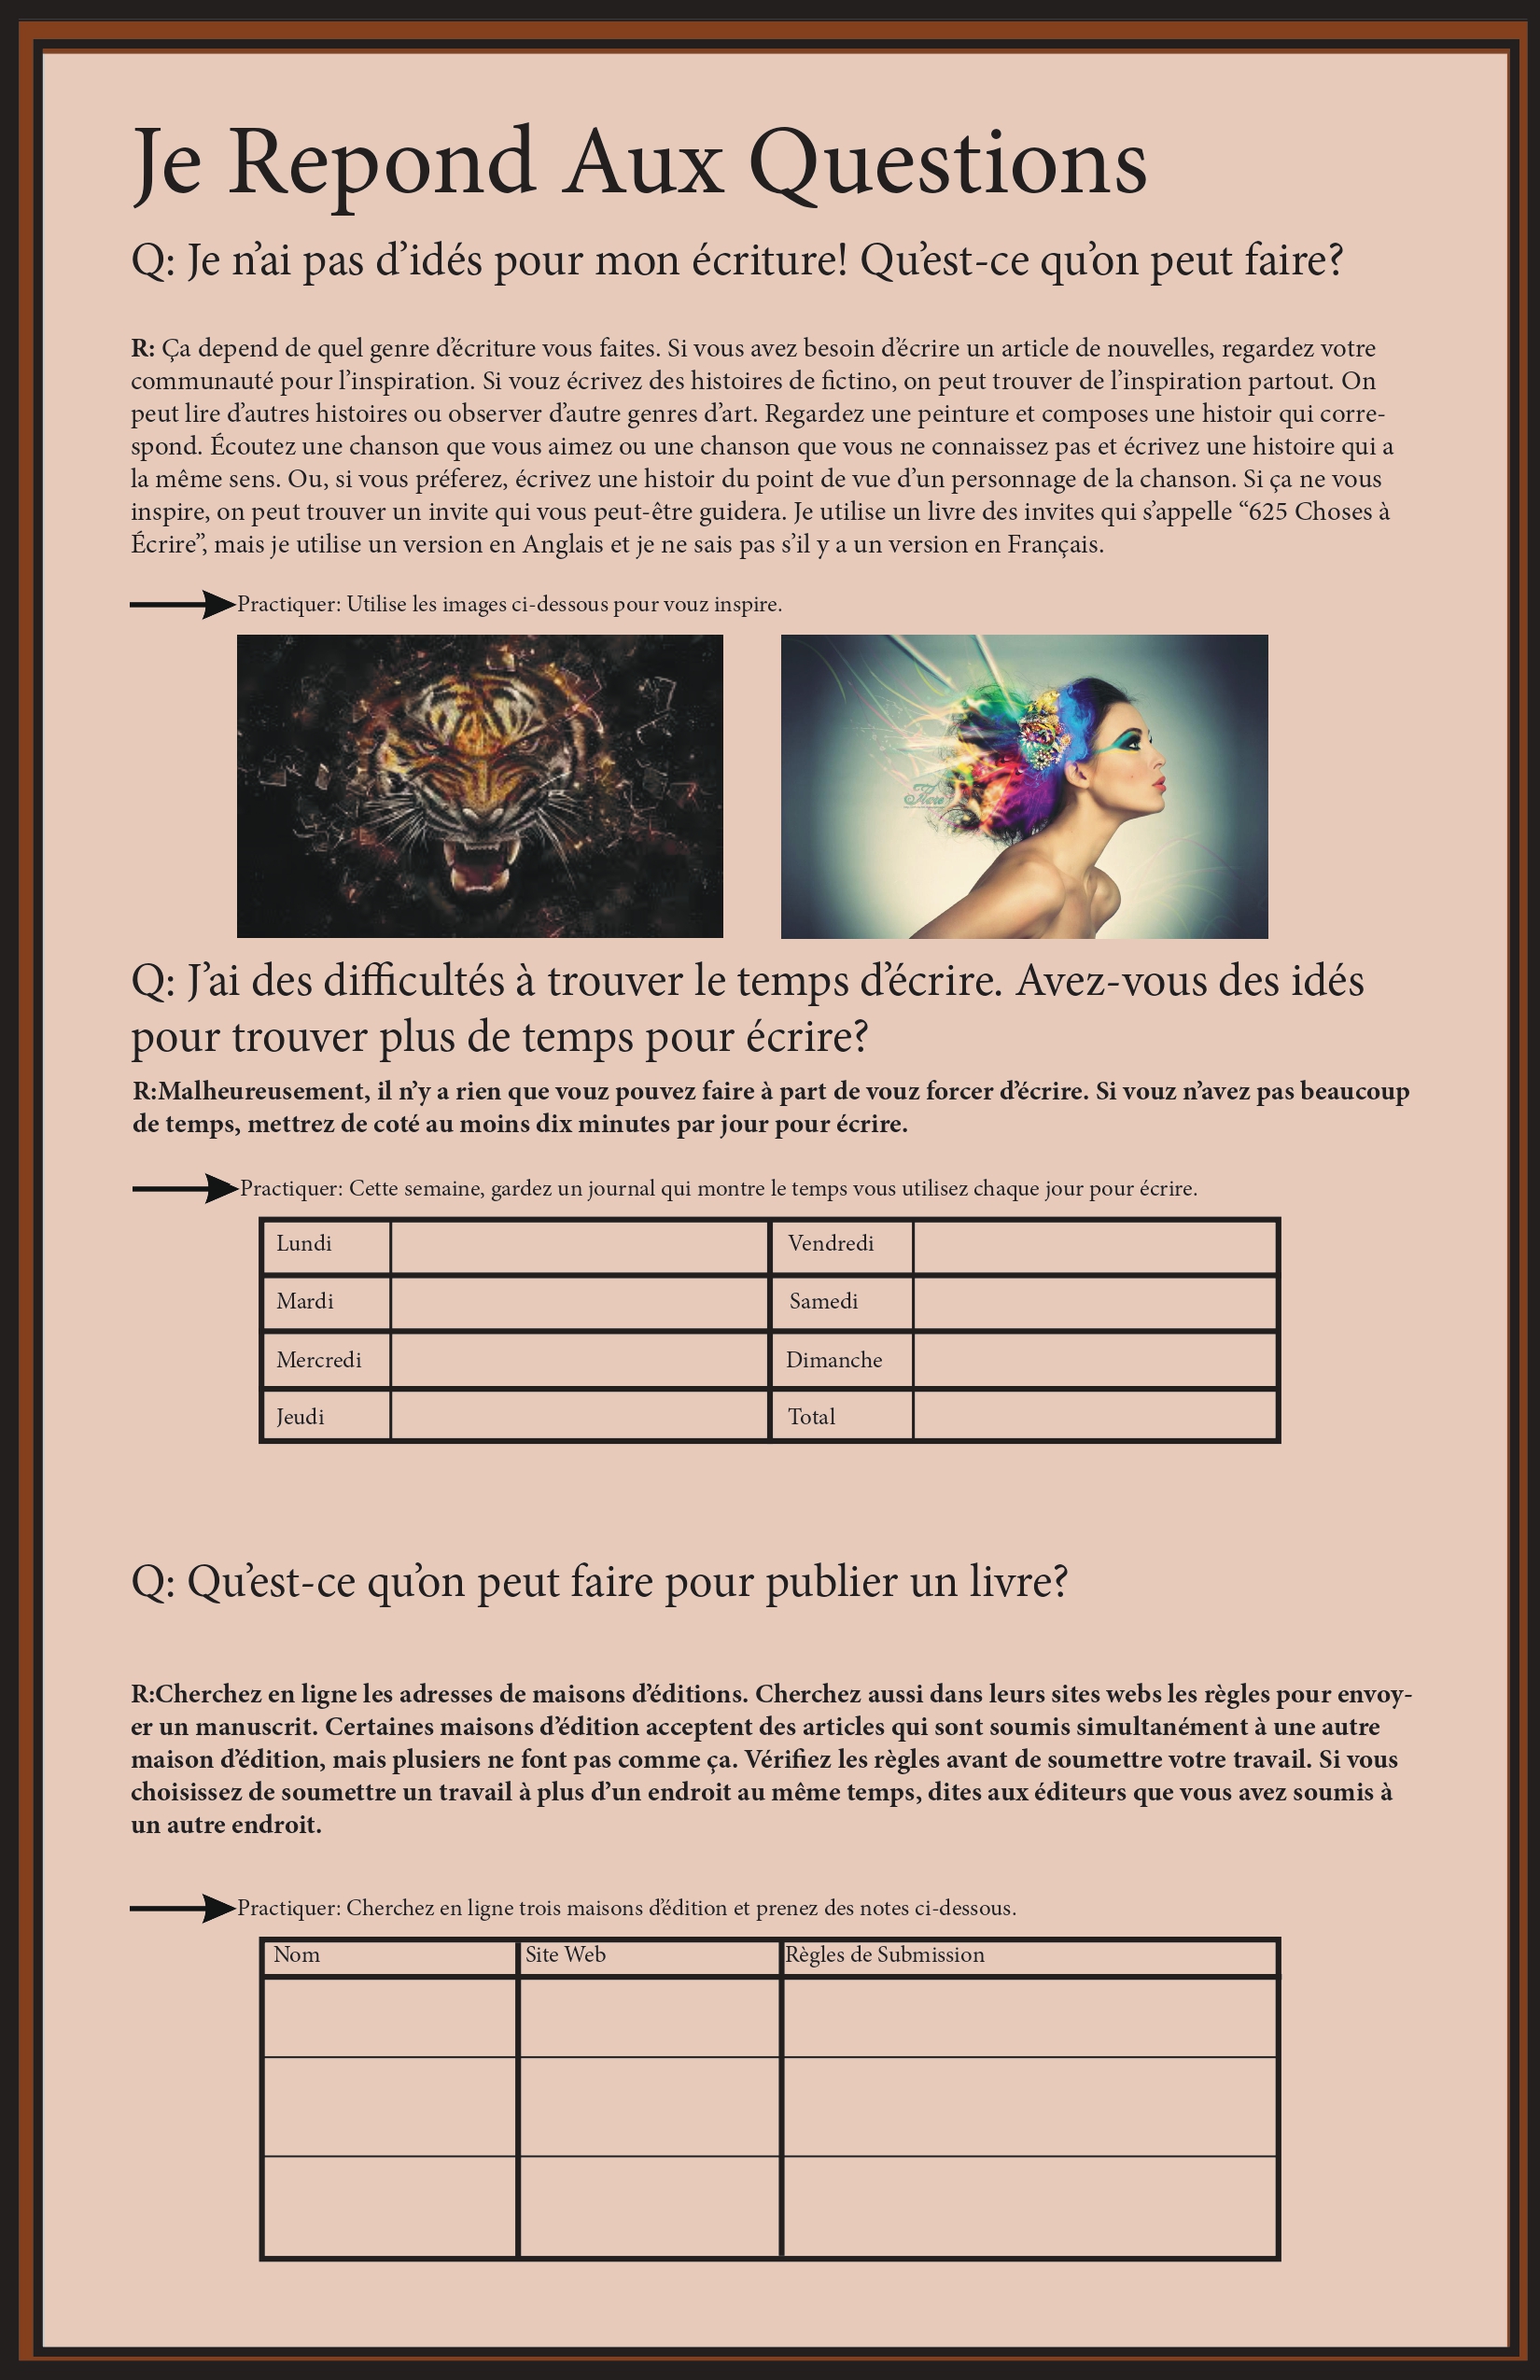 Je Repond Aux Questions
Q: Je n’ai pas d’idés pour mon écriture! Qu’est-ce qu’on peut faire?
R: Ça depend de quel genre d’écriture vous faites. Si vous avez besoin d’écrire un article de nouvelles, regardez votre
communauté pour l’inspiration. Si vouz écrivez des histoires de fictino, on peut trouver de l’inspiration partout. On
peut lire d’autres histoires ou observer d’autre genres d’art. Regardez une peinture et composes une histoir qui corre-
spond. Écoutez une chanson que vous aimez ou une chanson que vous ne connaissez pas et écrivez une histoire qui a
la même sens. Ou, si vous préferez, écrivez une histoir du point de vue d’un personnage de la chanson. Si ça ne vous
inspire, on peut trouver un invite qui vous peut-être guidera. Je utilise un livre des invites qui s’appelle “625 Choses à
Écrire”, mais je utilise un version en Anglais et je ne sais pas s’il y a un version en Français.
Practiquer: Utilise les images ci-dessous pour vouz inspire.
Q: J’ai des difficultés à trouver le temps d’écrire. Avez-vous des idés
pour trouver plus de temps pour écrire?
R:Malheureusement, il n’y a rien que vouz pouvez faire à part de vouz forcer d’écrire. Si vouz n’avez pas beaucoup
de temps, mettrez de coté au moins dix minutes par jour pour écrire.
Practiquer: Cette semaine, gardez un journal qui montre le temps vous utilisez chaque jour pour écrire.
Lundi Vendredi
Mardi Samedi
Mercredi Dimanche
Jeudi Total
Q: Qu’est-ce qu’on peut faire pour publier un livre?
R:Cherchez en ligne les adresses de maisons d’éditions. Cherchez aussi dans leurs sites webs les règles pour envoy-
er un manuscrit. Certaines maisons d’édition acceptent des articles qui sont soumis simultanément à une autre
maison d’édition, mais plusiers ne font pas comme ça. Vérifiez les règles avant de soumettre votre travail. Si vous
choisissez de soumettre un travail à plus d’un endroit au même temps, dites aux éditeurs que vous avez soumis à
un autre endroit.
Practiquer: Cherchez en ligne trois maisons d’édition et prenez des notes ci-dessous.
Nom Site Web Règles de Submission